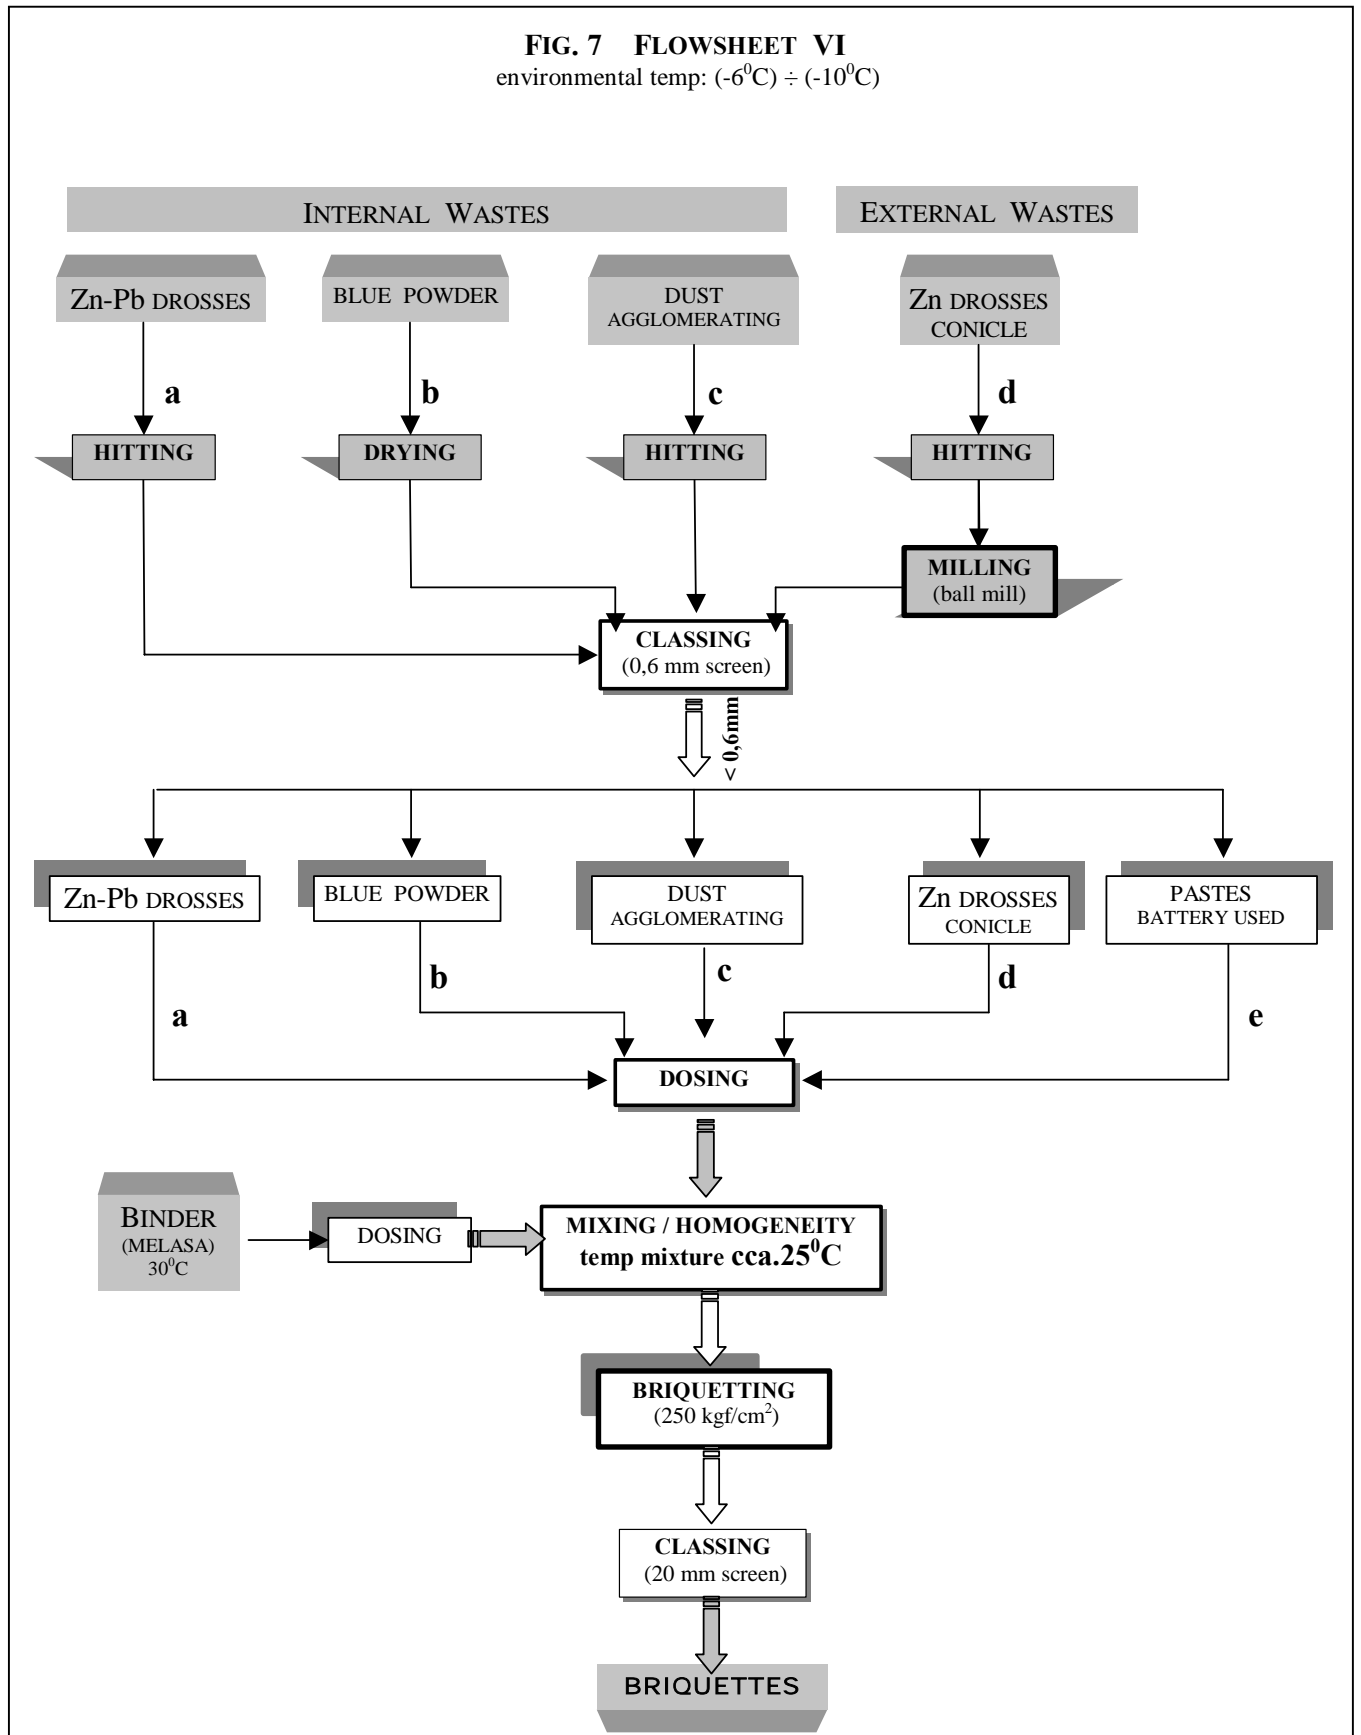 FIG. 7 FLOWSHEET VI
environmental temp: (-6⁰C) ÷ (-10⁰C)
INTERNAL WASTES
EXTERNAL WASTES
Zn-Pb DROSSES
BLUE POWDER
DUST
AGGLOMERATING
Zn DROSSES
CONICLE
a
b
c
d
HITTING
DRYING
HITTING
HITTING
MILLING
(ball mill)
CLASSING
(0,6 mm screen)
< 0,6mm
Zn-Pb DROSSES
BLUE POWDER
DUST
AGGLOMERATING
Zn DROSSES
CONICLE
PASTES
BATTERY USED
a
b
c
d
e
DOSING
BINDER
(MELASA)
30⁰C
DOSING
MIXING / HOMOGENEITY
temp mixture cca.25⁰C
BRIQUETTING
(250 kgf/cm²)
CLASSING
(20 mm screen)
BRIQUETTES